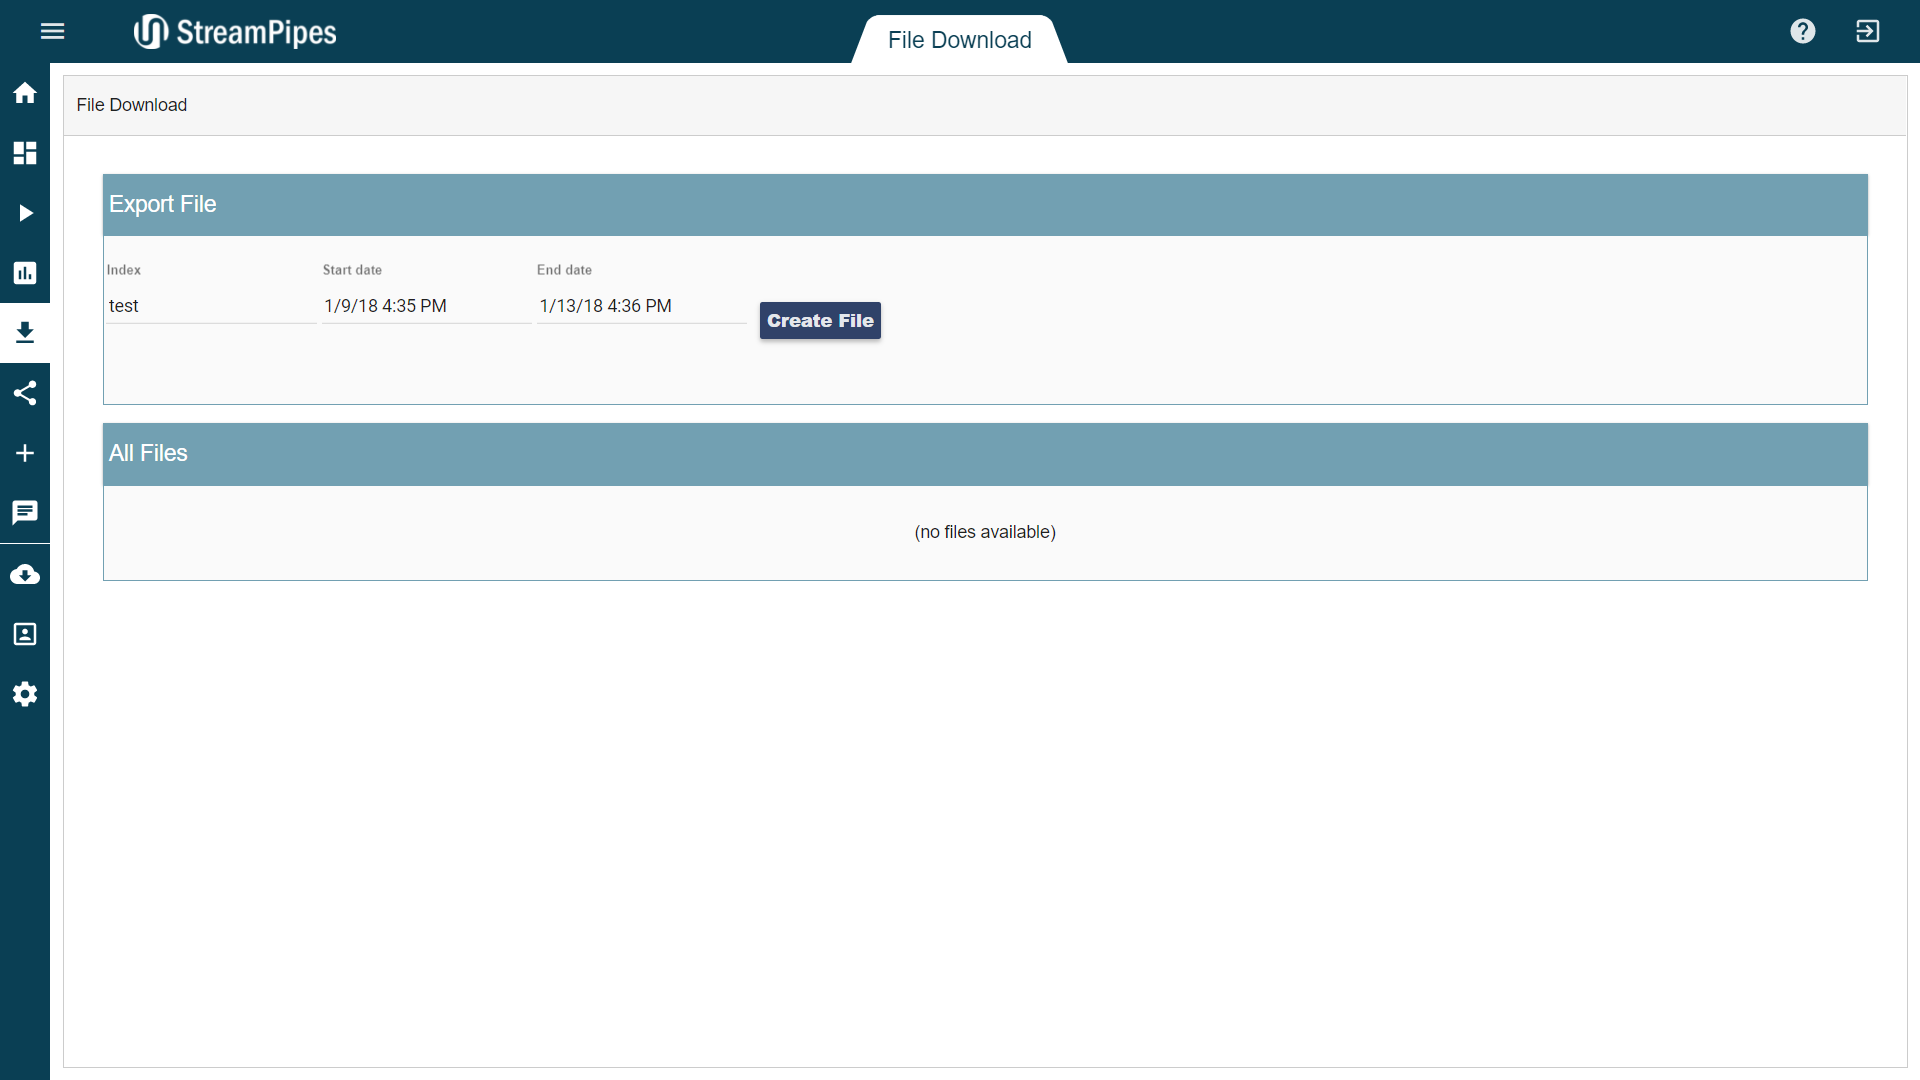 StreamPipes
File Download
File Download
Export File
Index
Start date
End date
test
1/9/18 4:35 PM
1/13/18 4:36 PM
Create File
All Files
(no files available)